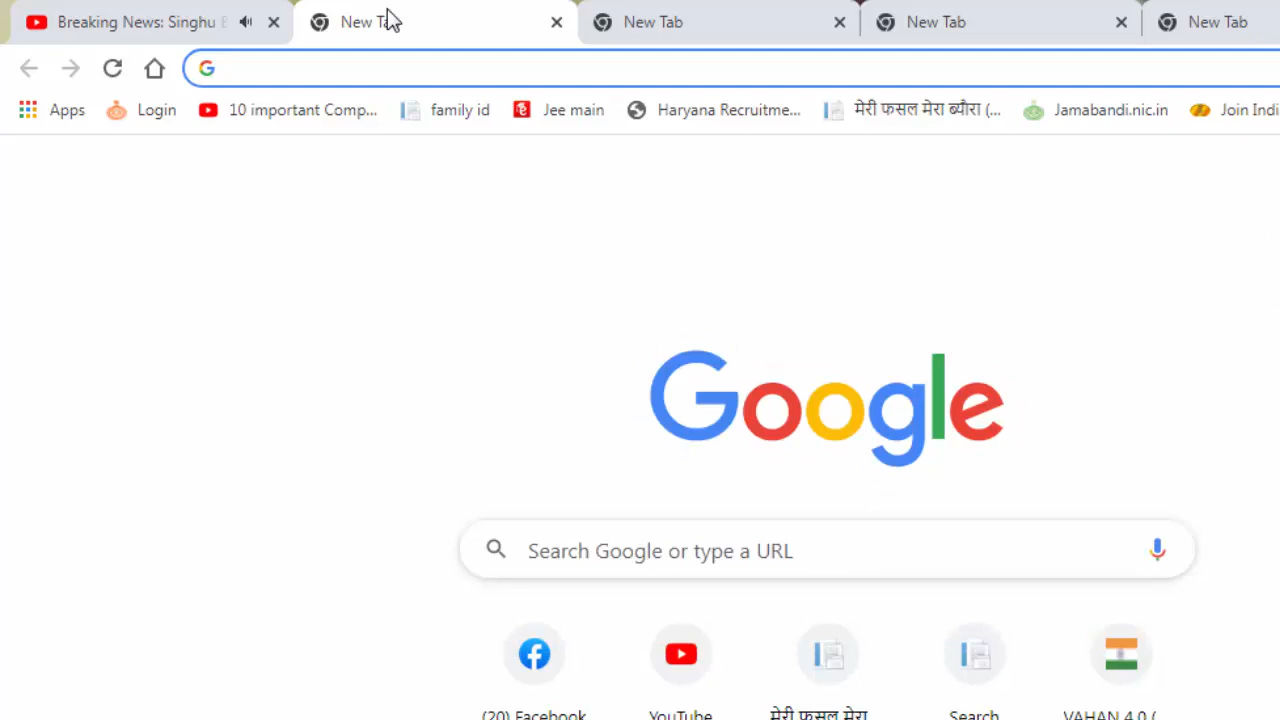 Breaking News: Singhu New Tab New Tab New Tab
Apps Login 10 important Comp... family id Jee main Haryana Recruitme... मेरी फसल मेरा ब्यौरा (... Jamabandi.nic.in Join Indi
Google
Search Google or type a URL
(20) Facebook YouTube मेरी फसल मेरा Search VAHAN 4.0 (